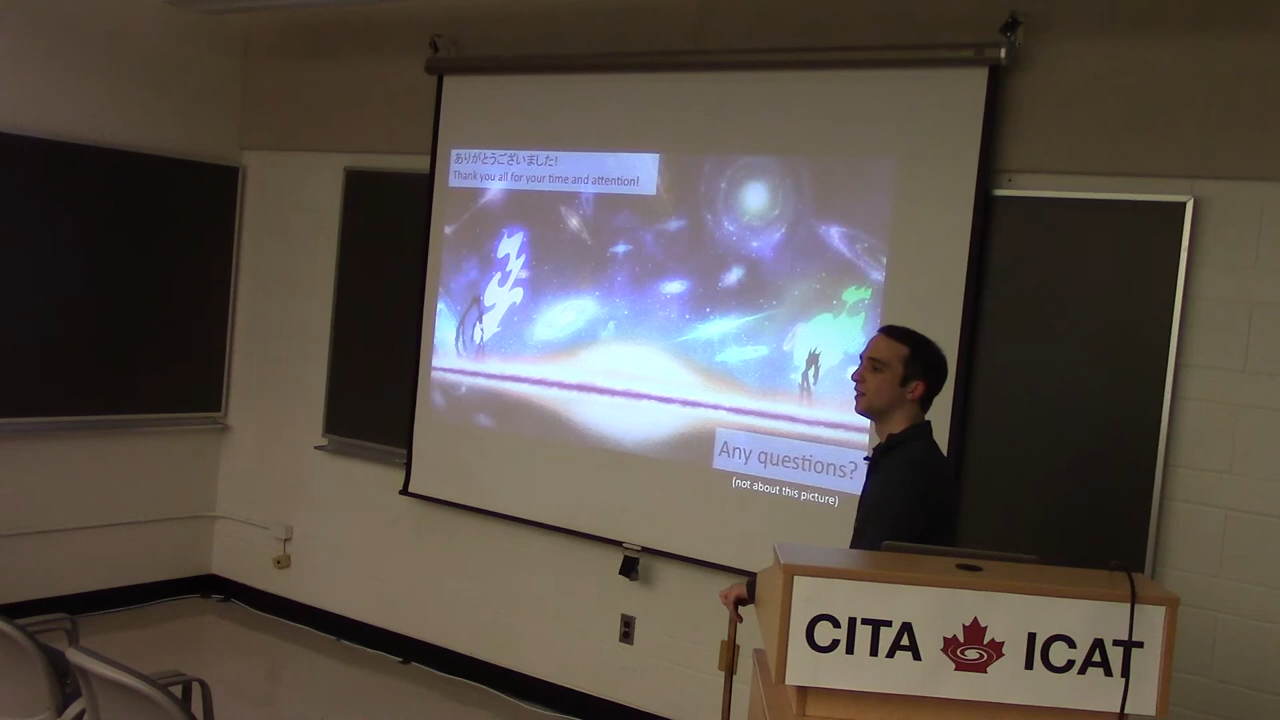 ありがとうございました!
Thank you all for your time and attention!
Any questions?
(not about this picture)
CITA ICAT